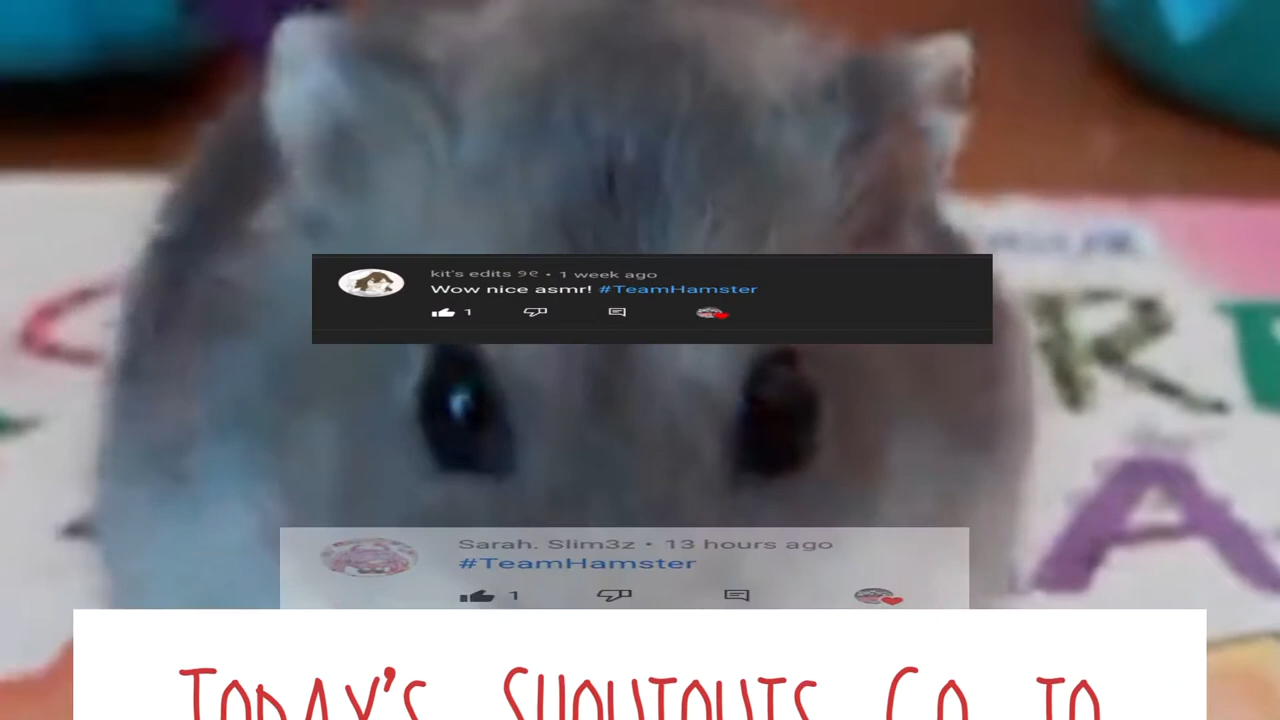 kit's edits ୨୧ • 1 week ago
Wow nice asmr! #TeamHamster
1
R
A
Sarah. Slim3z • 13 hours ago
#TeamHamster
1
Today's Shoutouts Go to